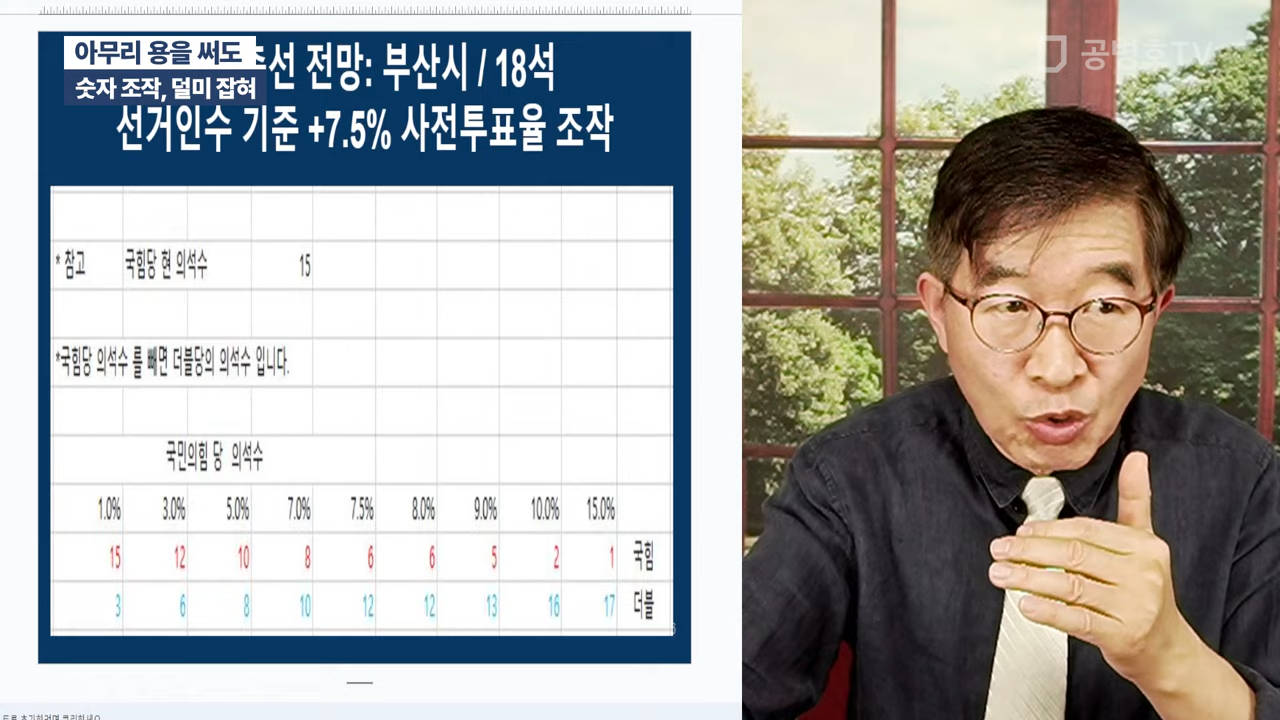 아무리 용을 써도
숫자 조작, 덜미 잡혀
초선 전망: 부산시 / 18석
선거인수 기준 +7.5% 사전투표율 조작
공병호TV
* 참고 국힘당 현 의석수 15
*국힘당 의석수 를 빼면 더블당의 의석수 입니다.
국민의힘 당 의석수
1.0% 3.0% 5.0% 7.0% 7.5% 8.0% 9.0% 10.0% 15.0%
15 12 10 8 6 6 5 2 1 국힘
3 6 8 10 12 12 13 16 17 더블